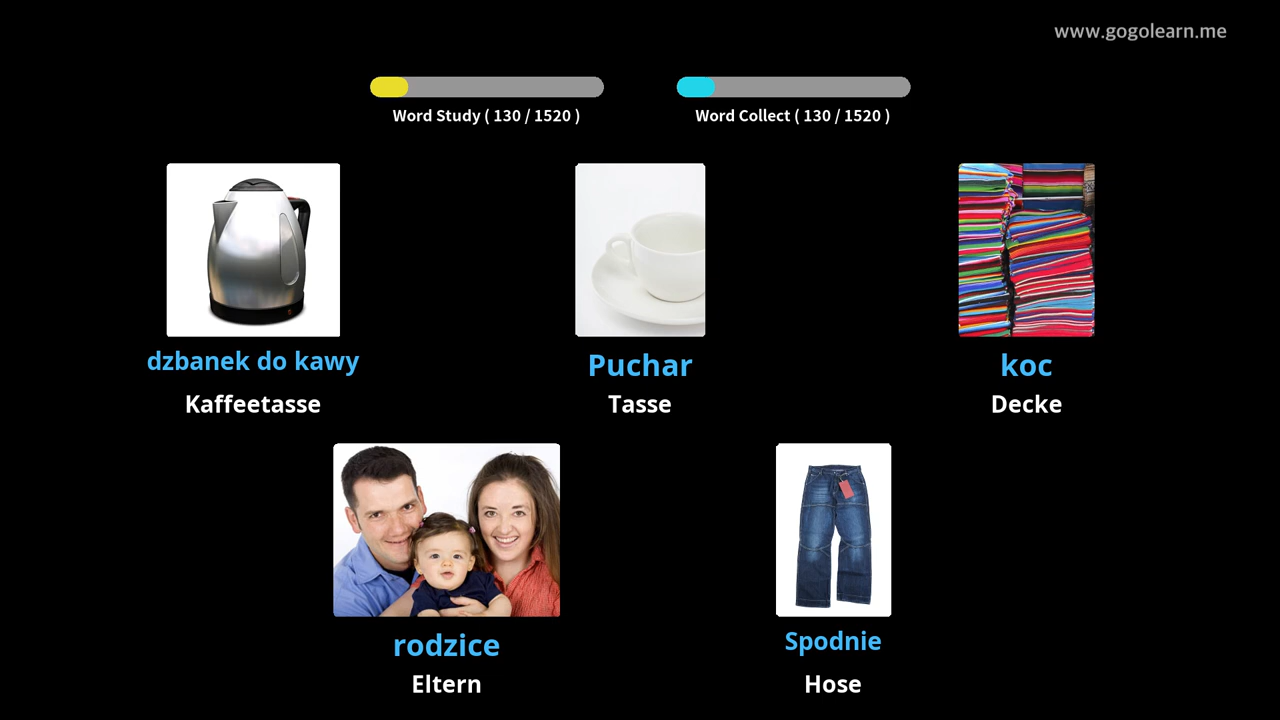 www.gogolearn.me
Word Study ( 130 / 1520 )
Word Collect ( 130 / 1520 )
dzbanek do kawy
Puchar
koc
Kaffeetasse
Tasse
Decke
rodzice
Spodnie
Eltern
Hose